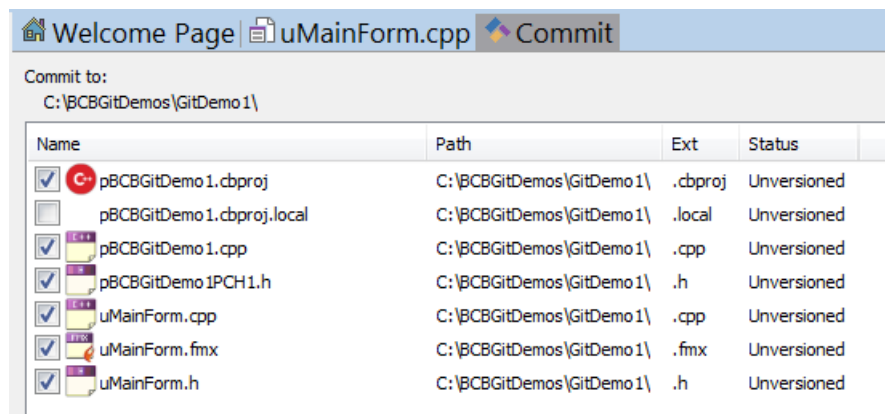 Welcome Page uMainForm.cpp Commit
Commit to:
C:\BCBGitDemos\GitDemo1\
Name Path Ext Status
C++ pBCBGitDemo1.cbproj C:\BCBGitDemos\GitDemo1\ .cbproj Unversioned
pBCBGitDemo1.cbproj.local C:\BCBGitDemos\GitDemo1\ .local Unversioned
C++ pBCBGitDemo1.cpp C:\BCBGitDemos\GitDemo1\ .cpp Unversioned
H pBCBGitDemo1PCH1.h C:\BCBGitDemos\GitDemo1\ .h Unversioned
C++ uMainForm.cpp C:\BCBGitDemos\GitDemo1\ .cpp Unversioned
FMX uMainForm.fmx C:\BCBGitDemos\GitDemo1\ .fmx Unversioned
H uMainForm.h C:\BCBGitDemos\GitDemo1\ .h Unversioned